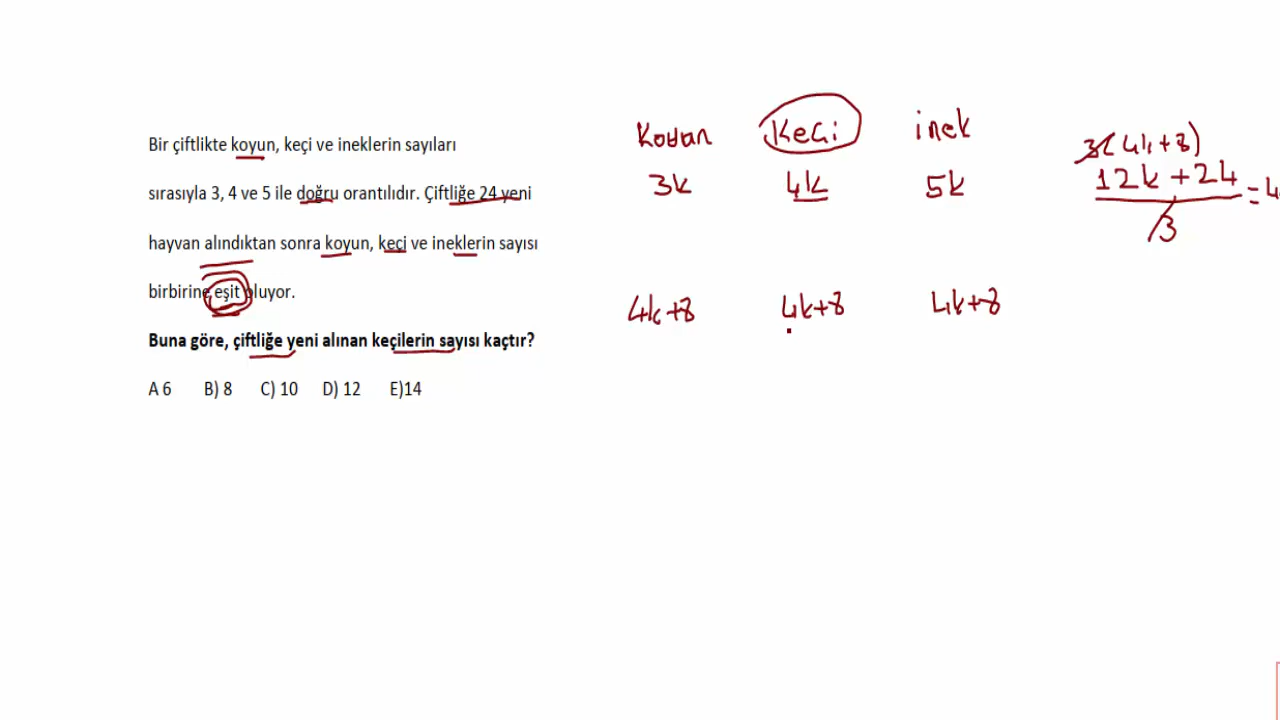 Bir çiftlikte koyun, keçi ve ineklerin sayıları
sırasıyla 3, 4 ve 5 ile doğru orantılıdır. Çiftliğe 24 yeni
hayvan alındıktan sonra koyun, keçi ve ineklerin sayısı
birbirine eşit oluyor.
Buna göre, çiftliğe yeni alınan keçilerin sayısı kaçtır?
A 6 B) 8 C) 10 D) 12 E)14
Koyun Keçi inek
3k 4k 5k
3(4k+8)
12k+24
3
=4
4k+8 4k+8 4k+8